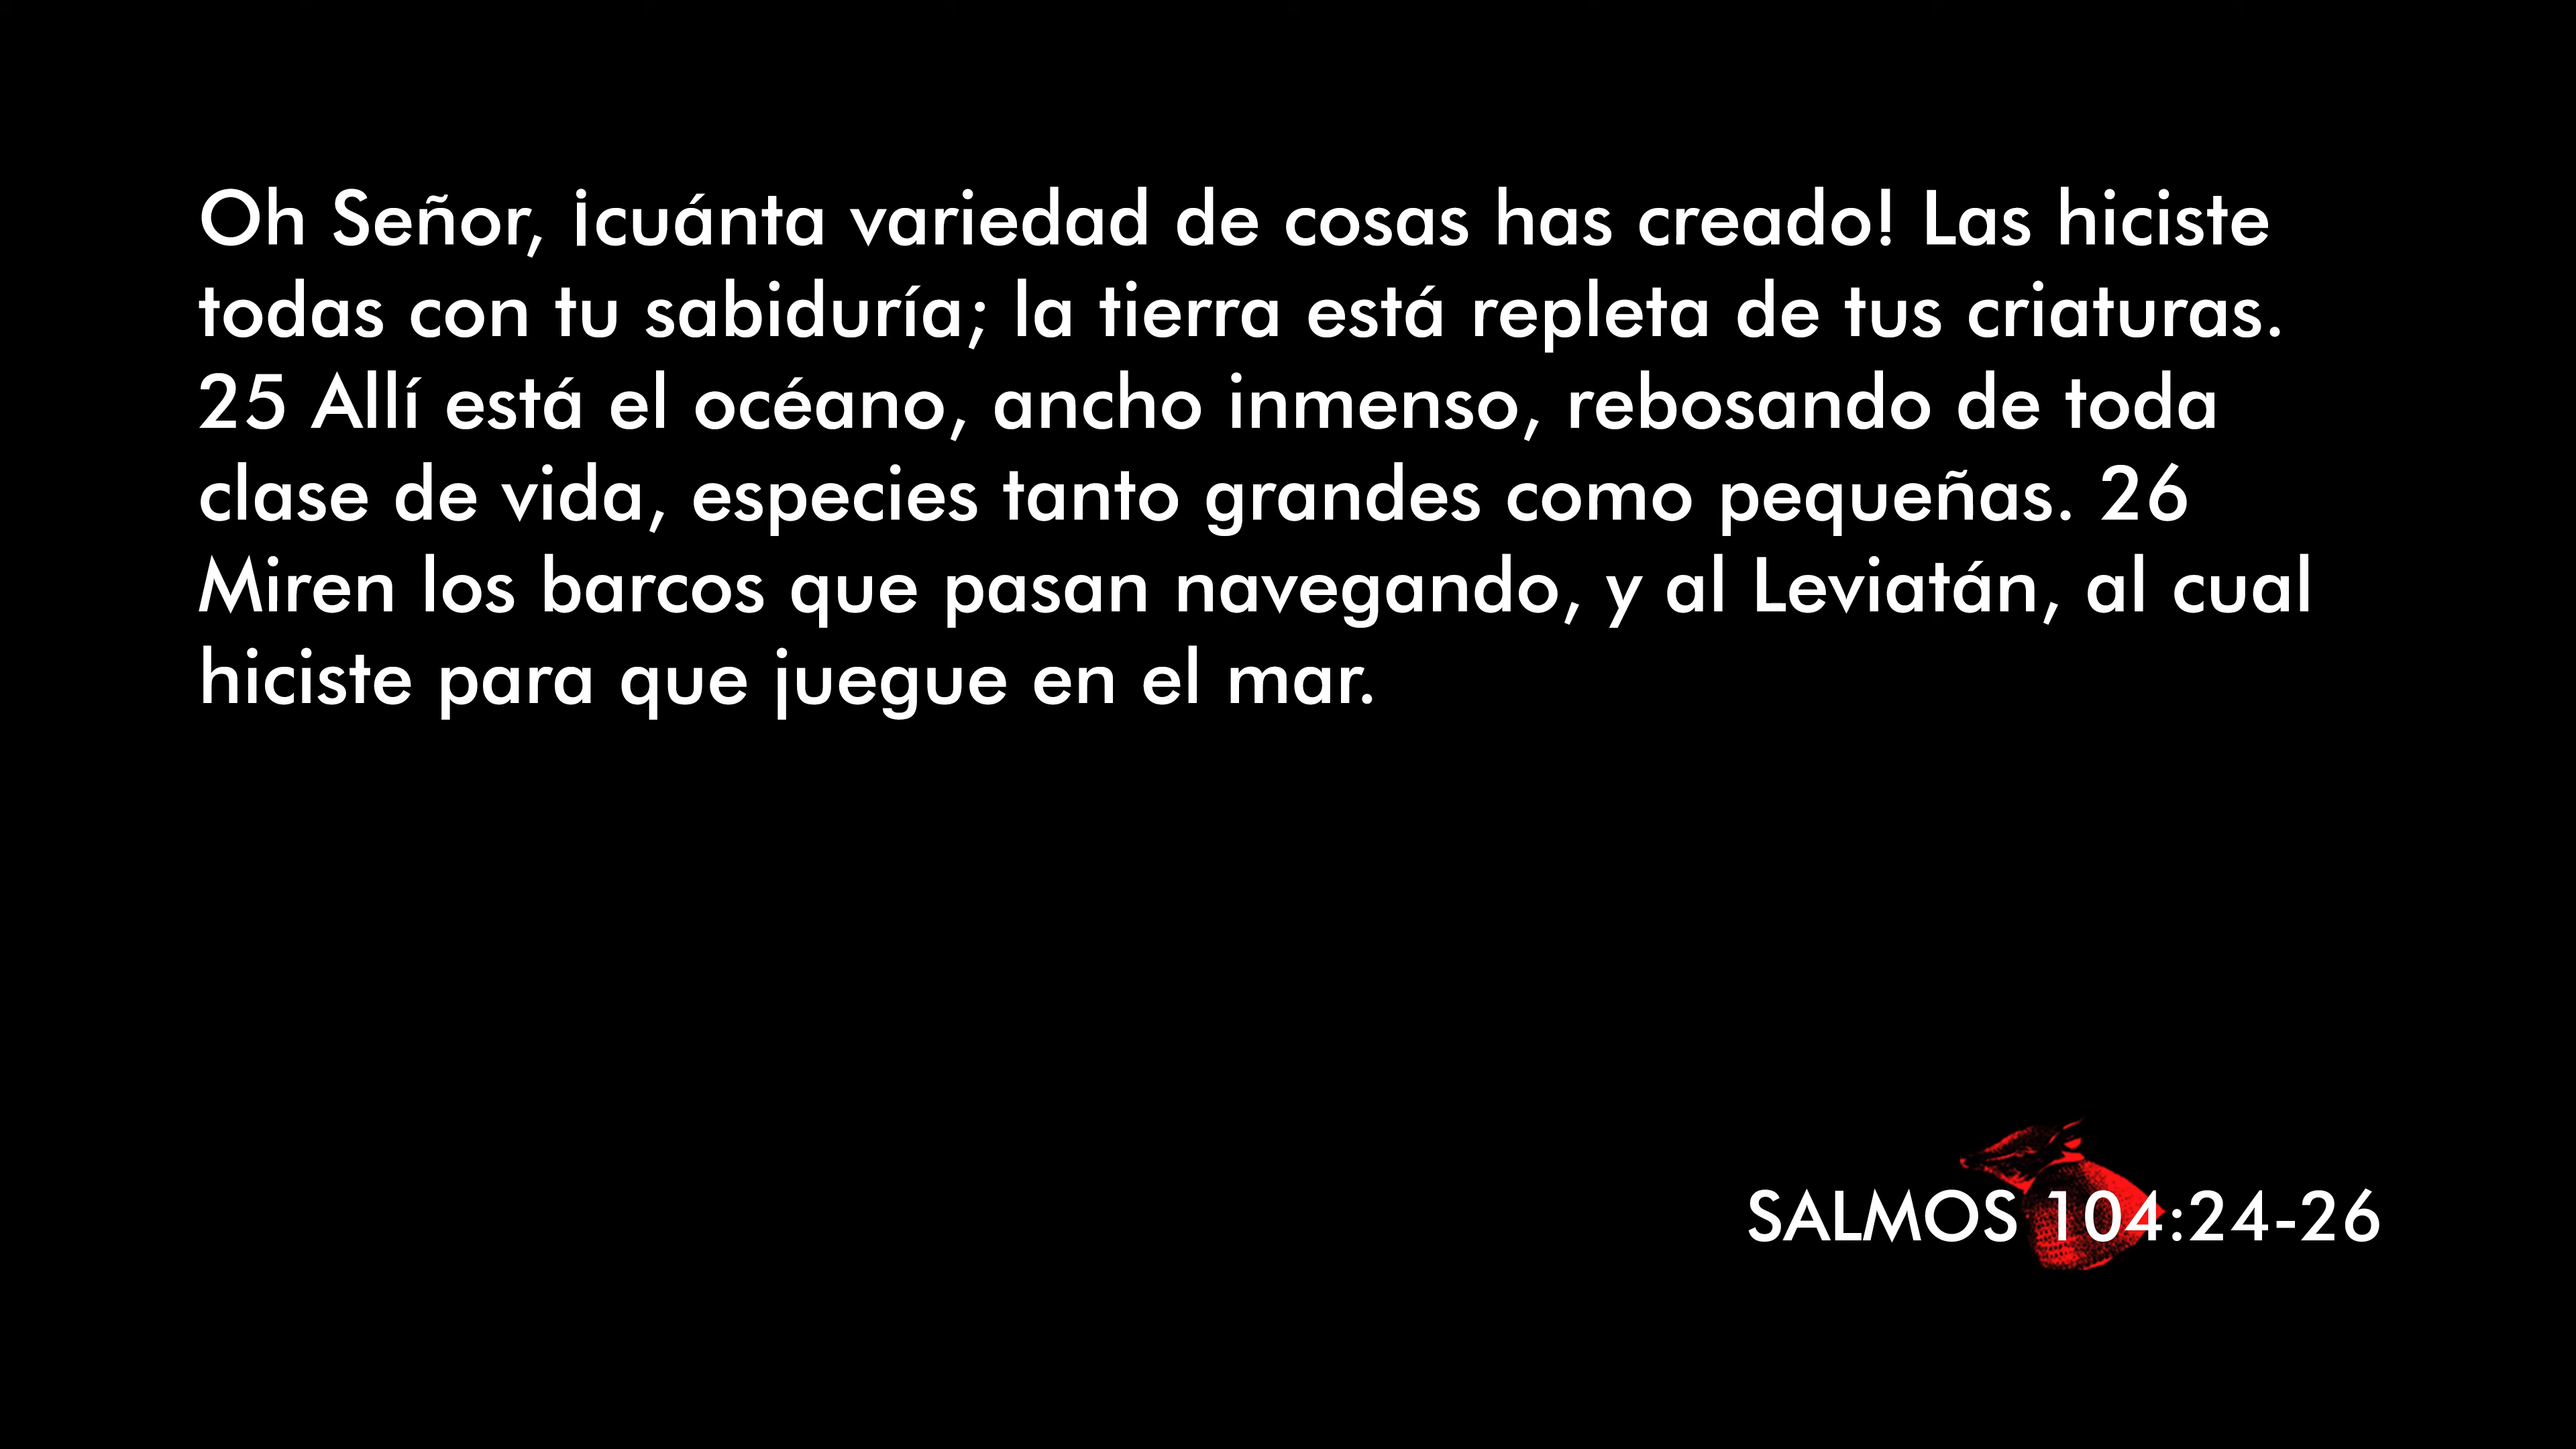 Oh Señor, ¡cuánta variedad de cosas has creado! Las hiciste
todas con tu sabiduría; la tierra está repleta de tus criaturas.
25 Allí está el océano, ancho inmenso, rebosando de toda
clase de vida, especies tanto grandes como pequeñas. 26
Miren los barcos que pasan navegando, y al Leviatán, al cual
hiciste para que juegue en el mar.
SALMOS 104:24-26